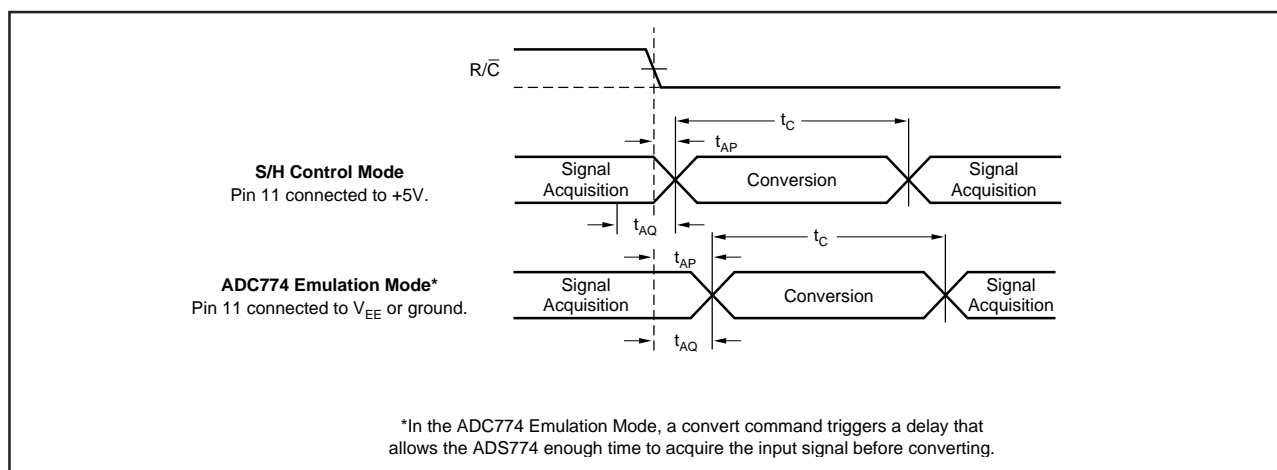 R/C̅
t_C
t_AP
S/H Control Mode
Pin 11 connected to +5V.
Signal
Acquisition
Conversion
Signal
Acquisition
t_AQ
t_C
t_AP
ADC774 Emulation Mode*
Pin 11 connected to V_EE or ground.
Signal
Acquisition
Conversion
Signal
Acquisition
t_AQ
*In the ADC774 Emulation Mode, a convert command triggers a delay that
allows the ADS774 enough time to acquire the input signal before converting.